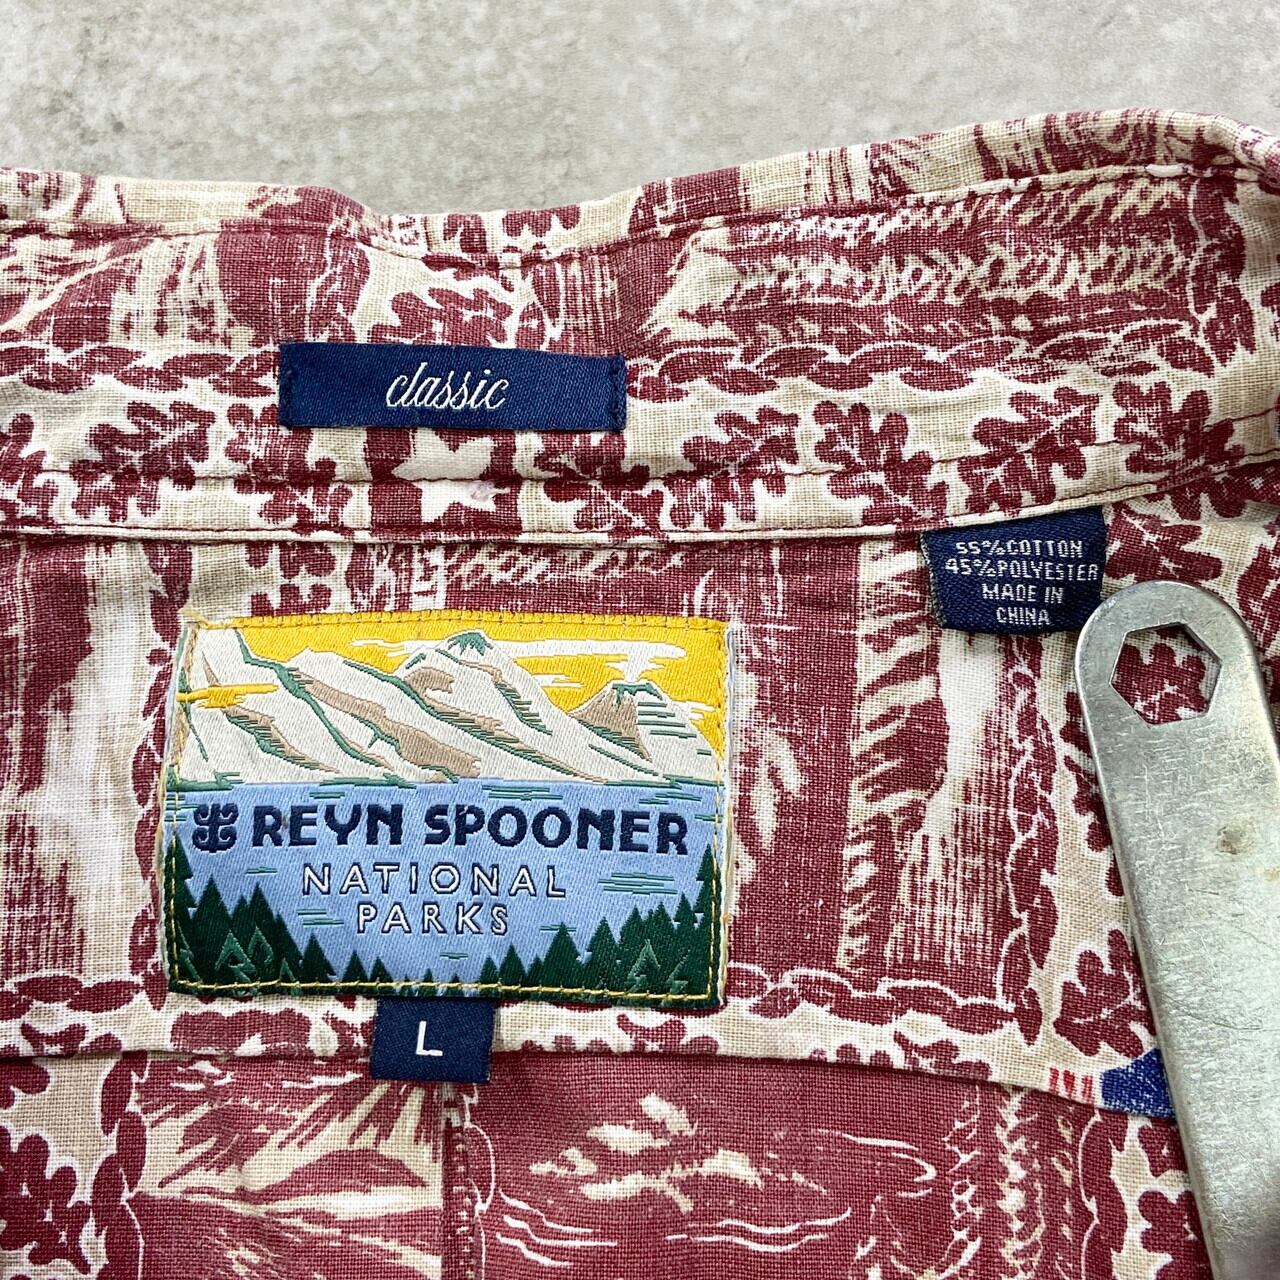 classic
55%COTTON
45%POLYESTER
MADE IN
CHINA
REYN SPOONER
NATIONAL
PARKS
L